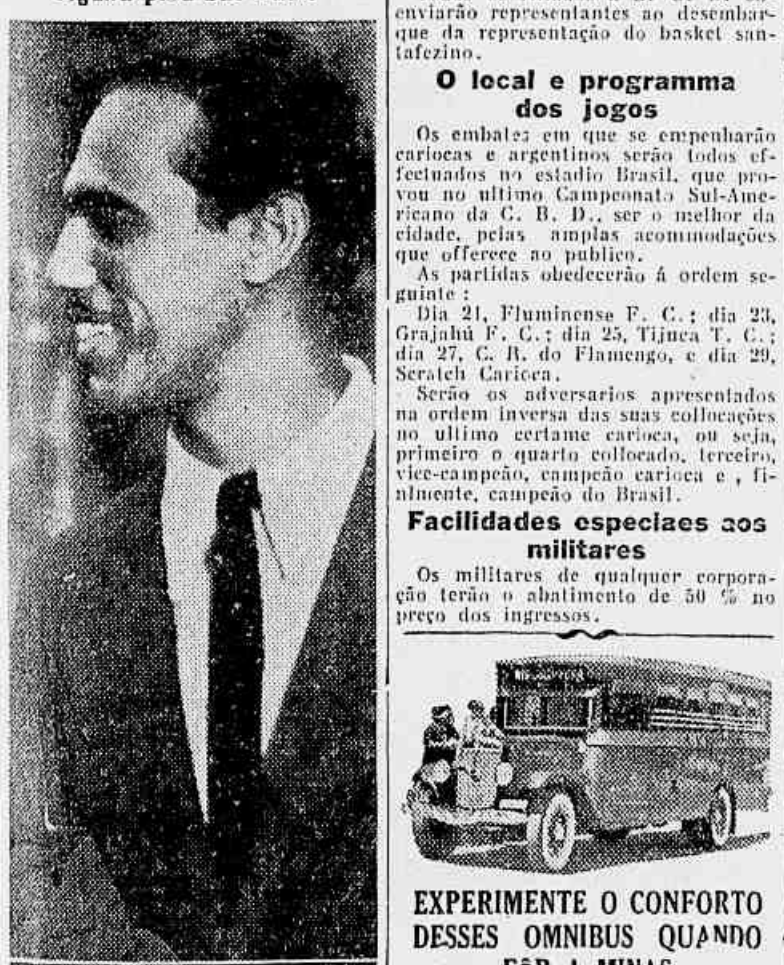 enviarão representantes ao desembar-
que da representação do basket san-
tafezino.
O local e programma
dos jogos
Os embates em que se empenharão
cariocas e argentinos serão todos ef-
fectuados no estadio Brasil, que pro-
vou no ultimo Campeonato Sul-Ame-
ricano da C. B. D., ser o melhor da
cidade, pelas amplas acommodações
que offerece ao publico.
As partidas obedecerão á ordem se-
guinte :
Dia 21, Fluminense F. C.; dia 23,
Grajahú F. C.; dia 25, Tijuca T. C.;
dia 27, C. R. do Flamengo, e dia 29,
Scratch Carioca.
Serão os adversarios apresentados
na ordem inversa das suas collocações
no ultimo certame carioca, ou seja,
primeiro o quarto collocado, terceiro,
vice-campeão, campeão carioca e , fi-
nalmente, campeão do Brasil.
Facilidades especiaes aos
militares
Os militares de qualquer corpora-
ção terão o abatimento de 50 % no
preço dos ingressos.
EXPERIMENTE O CONFORTO
DESSES OMNIBUS QUANDO
FÔR A MINAS